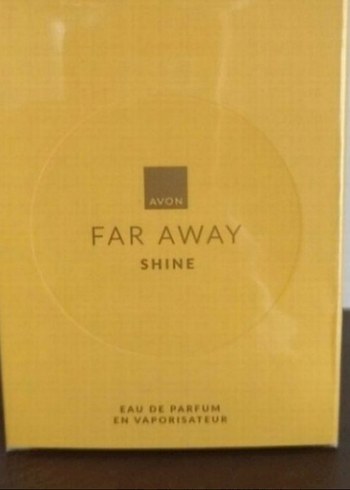 AVON
FAR AWAY
SHINE
EAU DE PARFUM
EN VAPORISATEUR